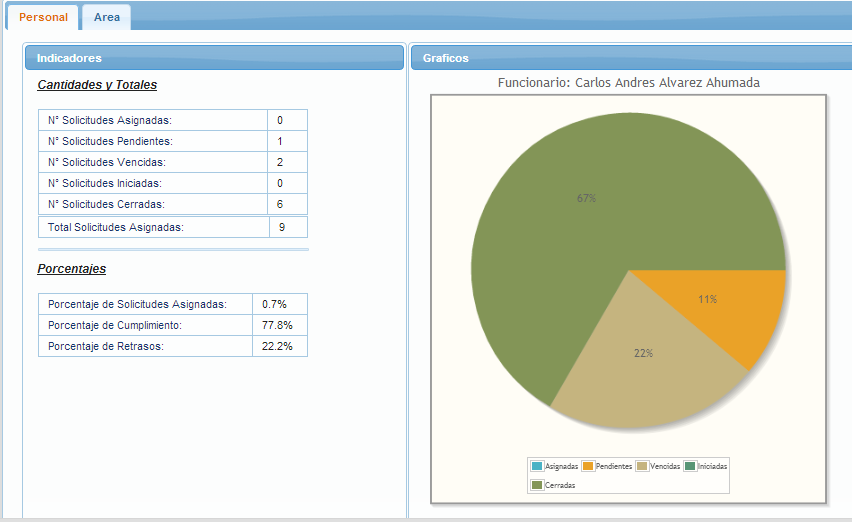 Personal
Area
Indicadores
Cantidades y Totales
N° Solicitudes Asignadas: 0
N° Solicitudes Pendientes: 1
N° Solicitudes Vencidas: 2
N° Solicitudes Iniciadas: 0
N° Solicitudes Cerradas: 6
Total Solicitudes Asignadas: 9
Porcentajes
Porcentaje de Solicitudes Asignadas: 0.7%
Porcentaje de Cumplimiento: 77.8%
Porcentaje de Retrasos: 22.2%
Graficos
Funcionario: Carlos Andres Alvarez Ahumada
67%
11%
22%
Asignadas Pendientes Vencidas Iniciadas
Cerradas